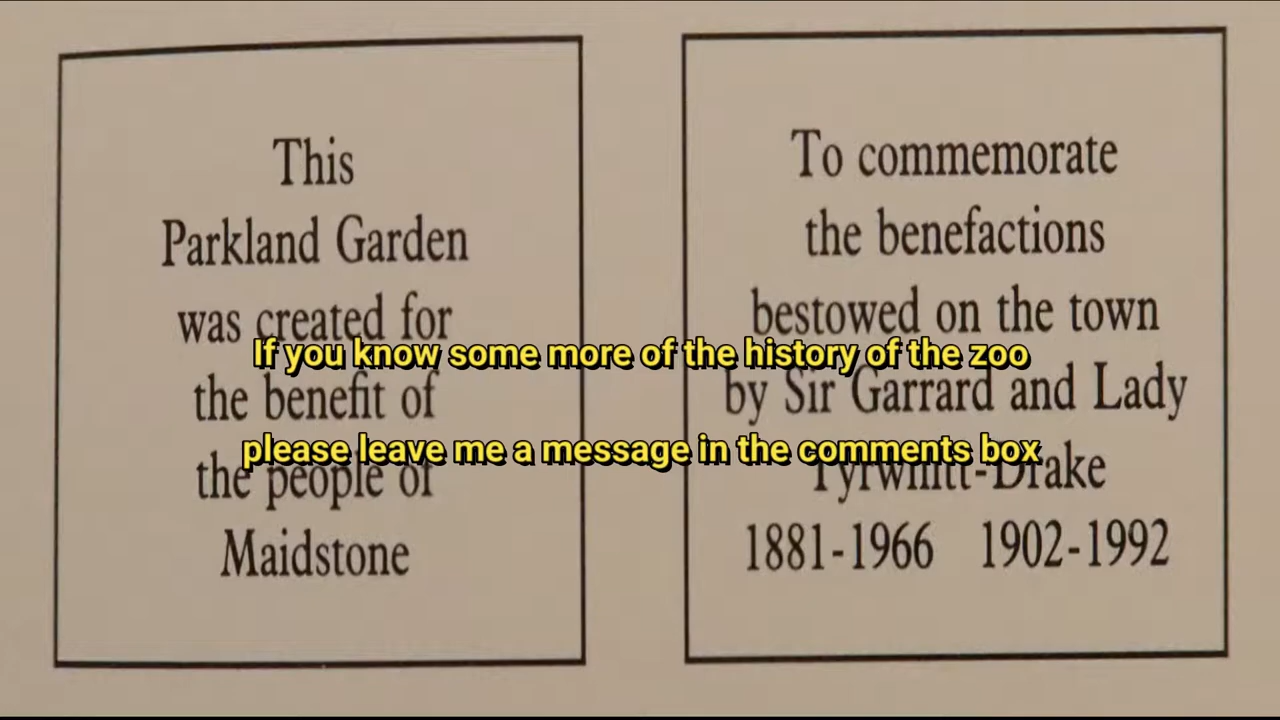 This
Parkland Garden
was created for
the benefit of
the people of
Maidstone
To commemorate
the benefactions
bestowed on the town
by Sir Garrard and Lady
Tyrwhitt-Drake
1881-1966 1902-1992
If you know some more of the history of the zoo
please leave me a message in the comments box